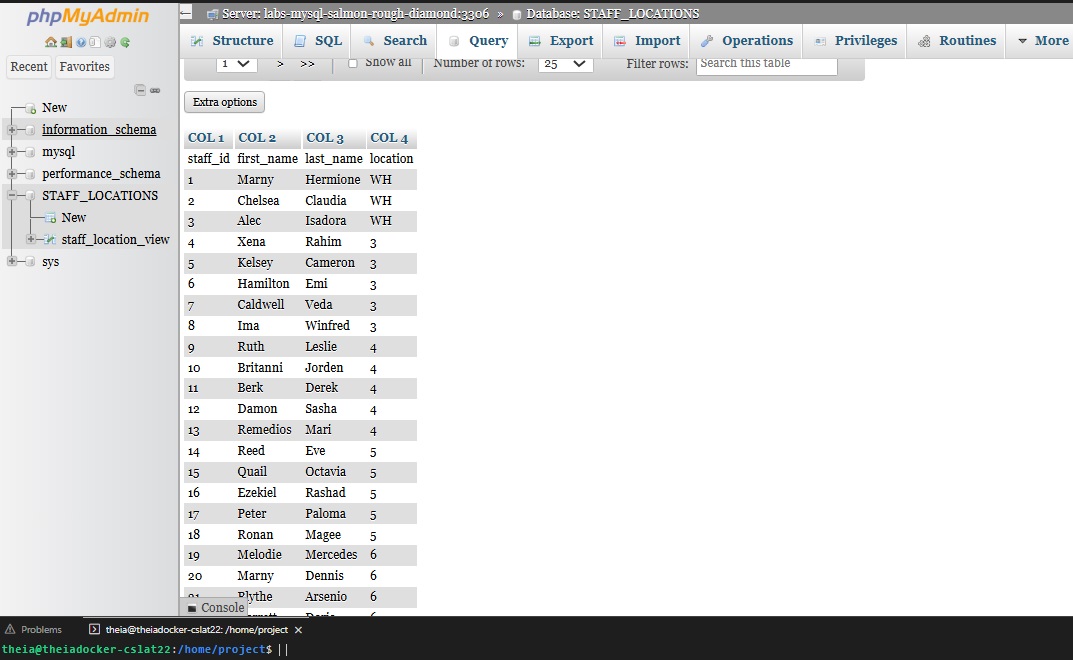 phpMyAdmin
Recent Favorites
New
information_schema
mysql
performance_schema
STAFF_LOCATIONS
New
staff_location_view
sys
Server: labs-mysql-salmon-rough-diamond:3306 » Database: STAFF_LOCATIONS
Structure SQL Search Query Export Import Operations Privileges Routines More
1 > >> Show all Number of rows: 25 Filter rows: Search this table
Extra options
COL 1 COL 2 COL 3 COL 4
staff_id first_name last_name location
1 Marny Hermione WH
2 Chelsea Claudia WH
3 Alec Isadora WH
4 Xena Rahim 3
5 Kelsey Cameron 3
6 Hamilton Emi 3
7 Caldwell Veda 3
8 Ima Winfred 3
9 Ruth Leslie 4
10 Britanni Jorden 4
11 Berk Derek 4
12 Damon Sasha 4
13 Remedios Mari 4
14 Reed Eve 5
15 Quail Octavia 5
16 Ezekiel Rashad 5
17 Peter Paloma 5
18 Ronan Magee 5
19 Melodie Mercedes 6
20 Marny Dennis 6
21 Blythe Arsenio 6
Console
Problems theia@theiadocker-cslat22: /home/project ×
theia@theiadocker-cslat22:/home/project$